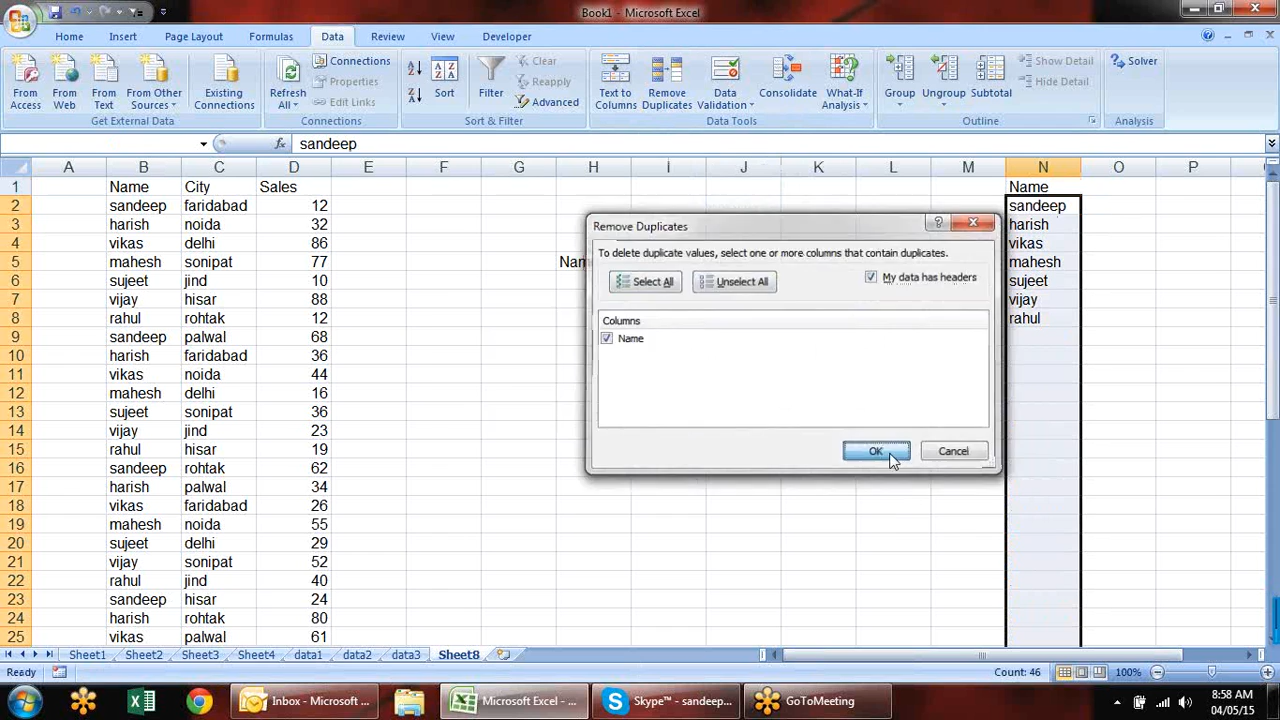 Book1 - Microsoft Excel
Home Insert Page Layout Formulas Data Review View Developer
From Access
From Web
From Text
From Other Sources
Existing Connections
Get External Data
Refresh All
Connections
Properties
Edit Links
Connections
Sort
Filter
Clear
Reapply
Advanced
Sort & Filter
Text to Columns
Remove Duplicates
Data Validation
Consolidate
What-If Analysis
Data Tools
Group
Ungroup
Subtotal
Show Detail
Hide Detail
Outline
Solver
Analysis
fx sandeep
A B C D E F G H I J K L M N O P
1 Name City Sales Name
2 sandeep faridabad 12 sandeep
3 harish noida 32 harish
4 vikas delhi 86 vikas
5 mahesh sonipat 77 mahesh
6 sujeet jind 10 sujeet
7 vijay hisar 88 vijay
8 rahul rohtak 12 rahul
9 sandeep palwal 68
10 harish faridabad 36
11 vikas noida 44
12 mahesh delhi 16
13 sujeet sonipat 36
14 vijay jind 23
15 rahul hisar 19
16 sandeep rohtak 62
17 harish palwal 34
18 vikas faridabad 26
19 mahesh noida 55
20 sujeet delhi 29
21 vijay sonipat 52
22 rahul jind 40
23 sandeep hisar 24
24 harish rohtak 80
25 vikas palwal 61
Remove Duplicates
To delete duplicate values, select one or more columns that contain duplicates.
Select All Unselect All My data has headers
Columns
Name
OK Cancel
Sheet1 Sheet2 Sheet3 Sheet4 data1 data2 data3 Sheet8
Ready Count: 46 100%
Inbox - Microsoft ... Microsoft Excel - ... Skype™ - sandeep... GoToMeeting
8:58 AM
04/05/15